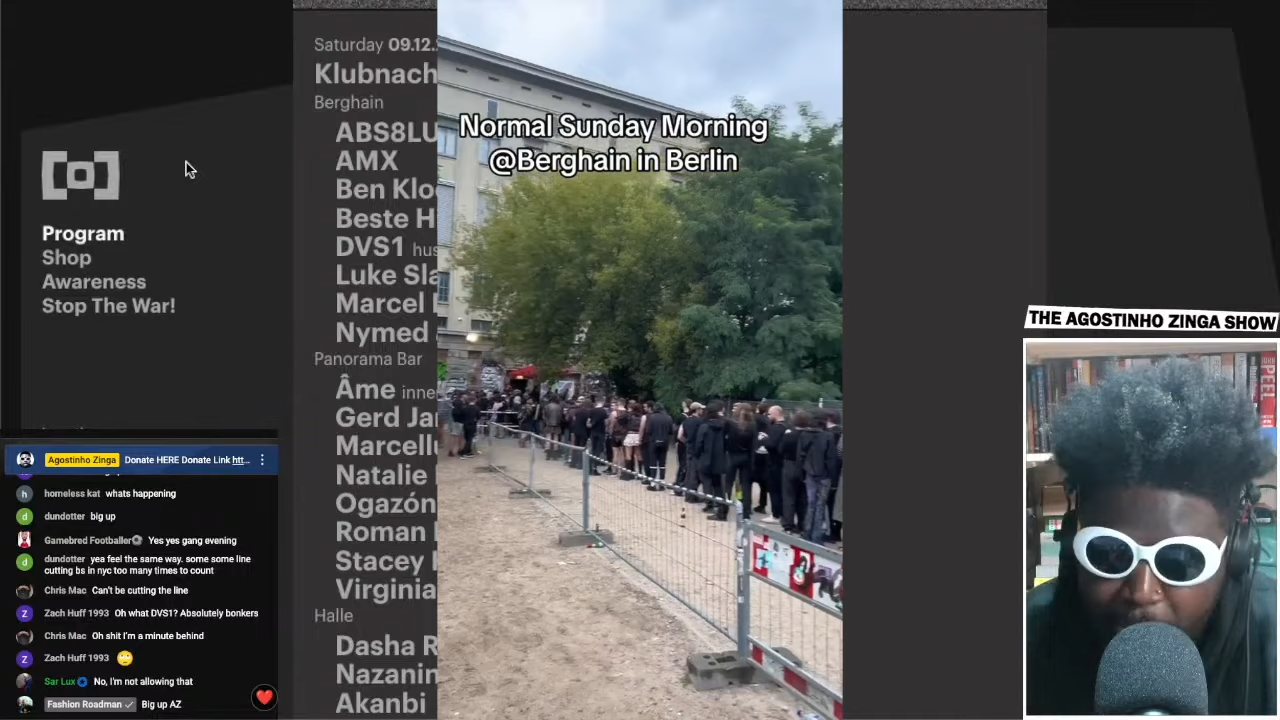 Program
Shop
Awareness
Stop The War!
Saturday 09.12.
Klubnach
Berghain
ABS8LU
AMX
Ben Klo
Beste H
DVS1 hus
Luke Sla
Marcel
Nymed
Panorama Bar
Âme inne
Gerd Ja
Marcell
Natalie
Ogazón
Roman
Stacey
Virginia
Halle
Dasha R
Nazanin
Akanbi
Normal Sunday Morning
@Berghain in Berlin
THE AGOSTINHO ZINGA SHOW
Agostinho Zinga Donate HERE Donate Link htt...
homeless kat whats happening
dundotter big up
Gamebred Footballer Yes yes gang evening
dundotter yea feel the same way. some some line
cutting bs in nyc too many times to count
Chris Mac Can't be cutting the line
Zach Huff 1993 Oh what DVS1? Absolutely bonkers
Chris Mac Oh shit I'm a minute behind
Zach Huff 1993 🙄
Sar Lux No, I'm not allowing that
Fashion Roadman Big up AZ